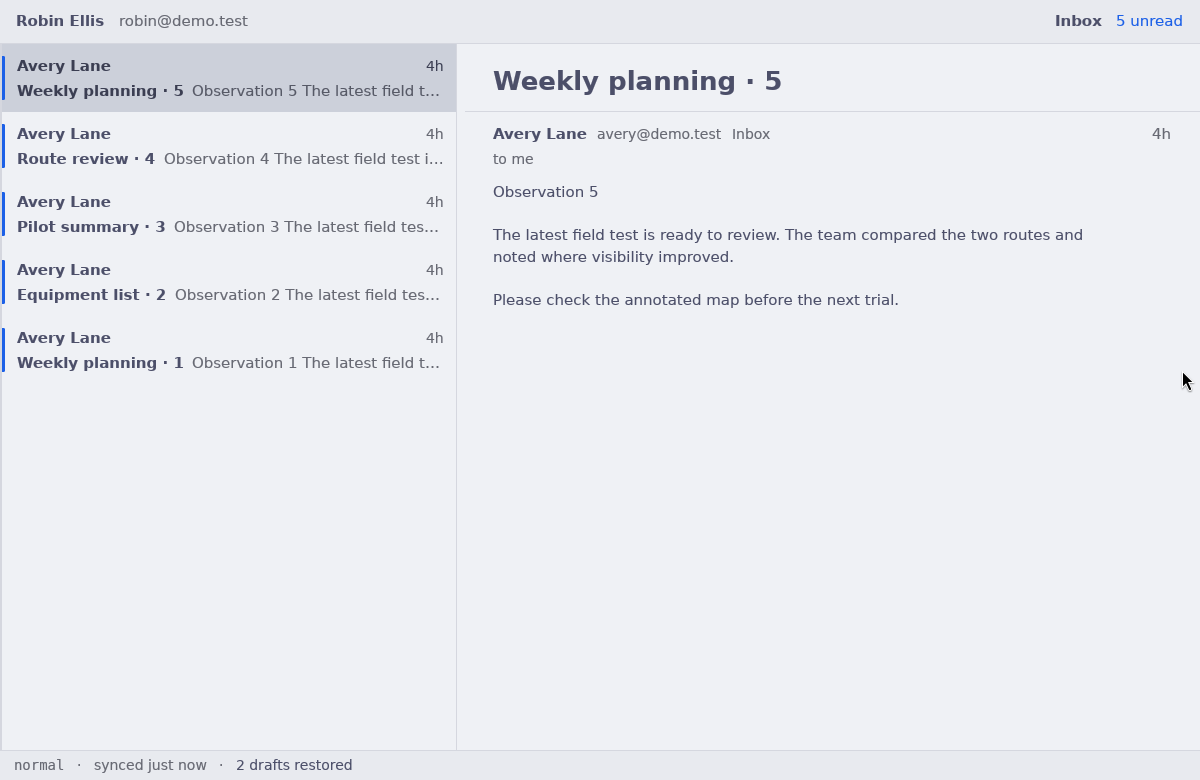 Robin Ellis robin@demo.test Inbox 5 unread
Avery Lane 4h
Weekly planning · 5 Observation 5 The latest field t…
Avery Lane 4h
Route review · 4 Observation 4 The latest field test i…
Avery Lane 4h
Pilot summary · 3 Observation 3 The latest field tes…
Avery Lane 4h
Equipment list · 2 Observation 2 The latest field tes…
Avery Lane 4h
Weekly planning · 1 Observation 1 The latest field t…
Weekly planning · 5
Avery Lane avery@demo.test Inbox 4h
to me
Observation 5
The latest field test is ready to review. The team compared the two routes and
noted where visibility improved.
Please check the annotated map before the next trial.
normal · synced just now · 2 drafts restored